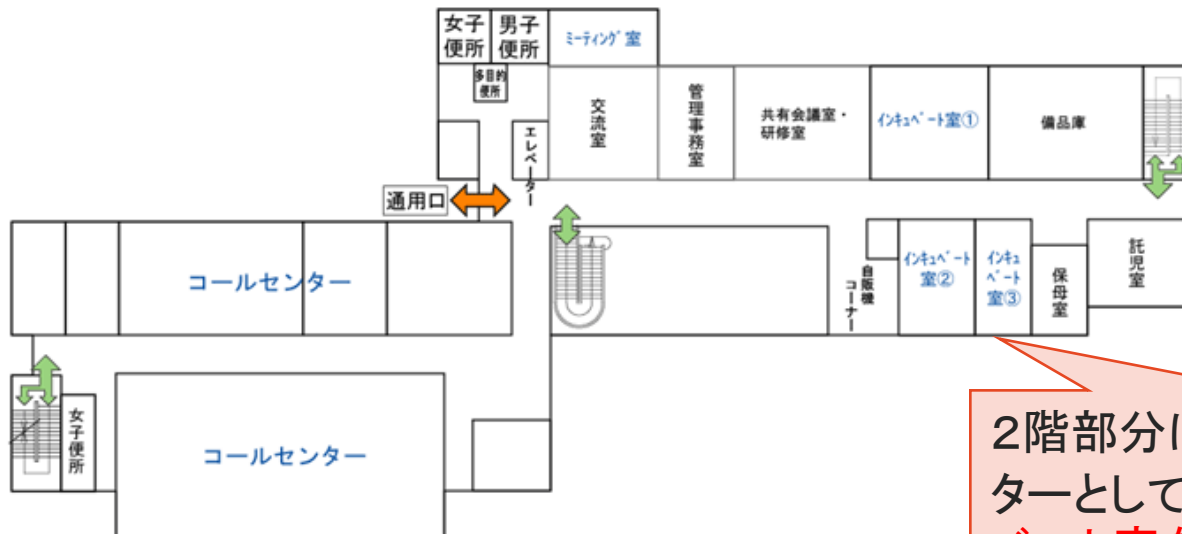 女子
便所
男子
便所
ﾐｰﾃｨﾝｸﾞ室
多目的
便所
交流室
管理事務室
共有会議室・
研修室
ｲﾝｷｭﾍﾞｰﾄ室①
備品庫
エレベーター
通用口
コールセンター
自販機
コーナー
ｲﾝｷｭﾍﾞｰﾄ
室②
ｲﾝｷｭ
ﾍﾞｰﾄ
室③
保母室
託児室
女子便所
コールセンター
２階部分
ターとして